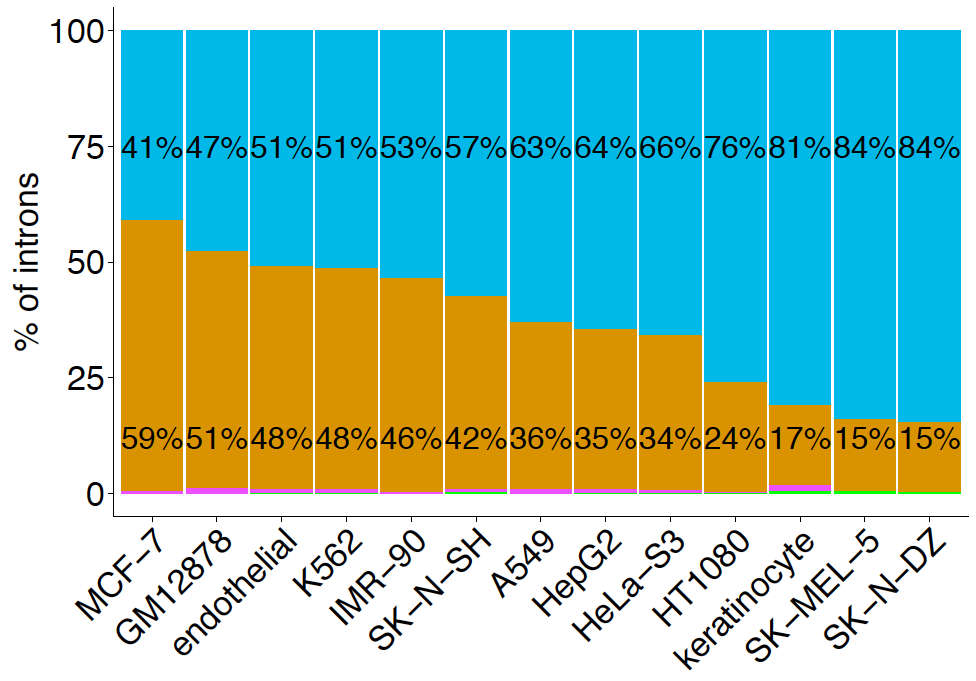 100
75
50
25
0
% of introns
41% 47% 51% 51% 53% 57% 63% 64% 66% 76% 81% 84% 84%
59% 51% 48% 48% 46% 42% 36% 35% 34% 24% 17% 15% 15%
MCF−7
GM12878
endothelial
K562
IMR−90
SK−N−SH
A549
HepG2
HeLa−S3
HT1080
keratinocyte
SK−MEL−5
SK−N−DZ